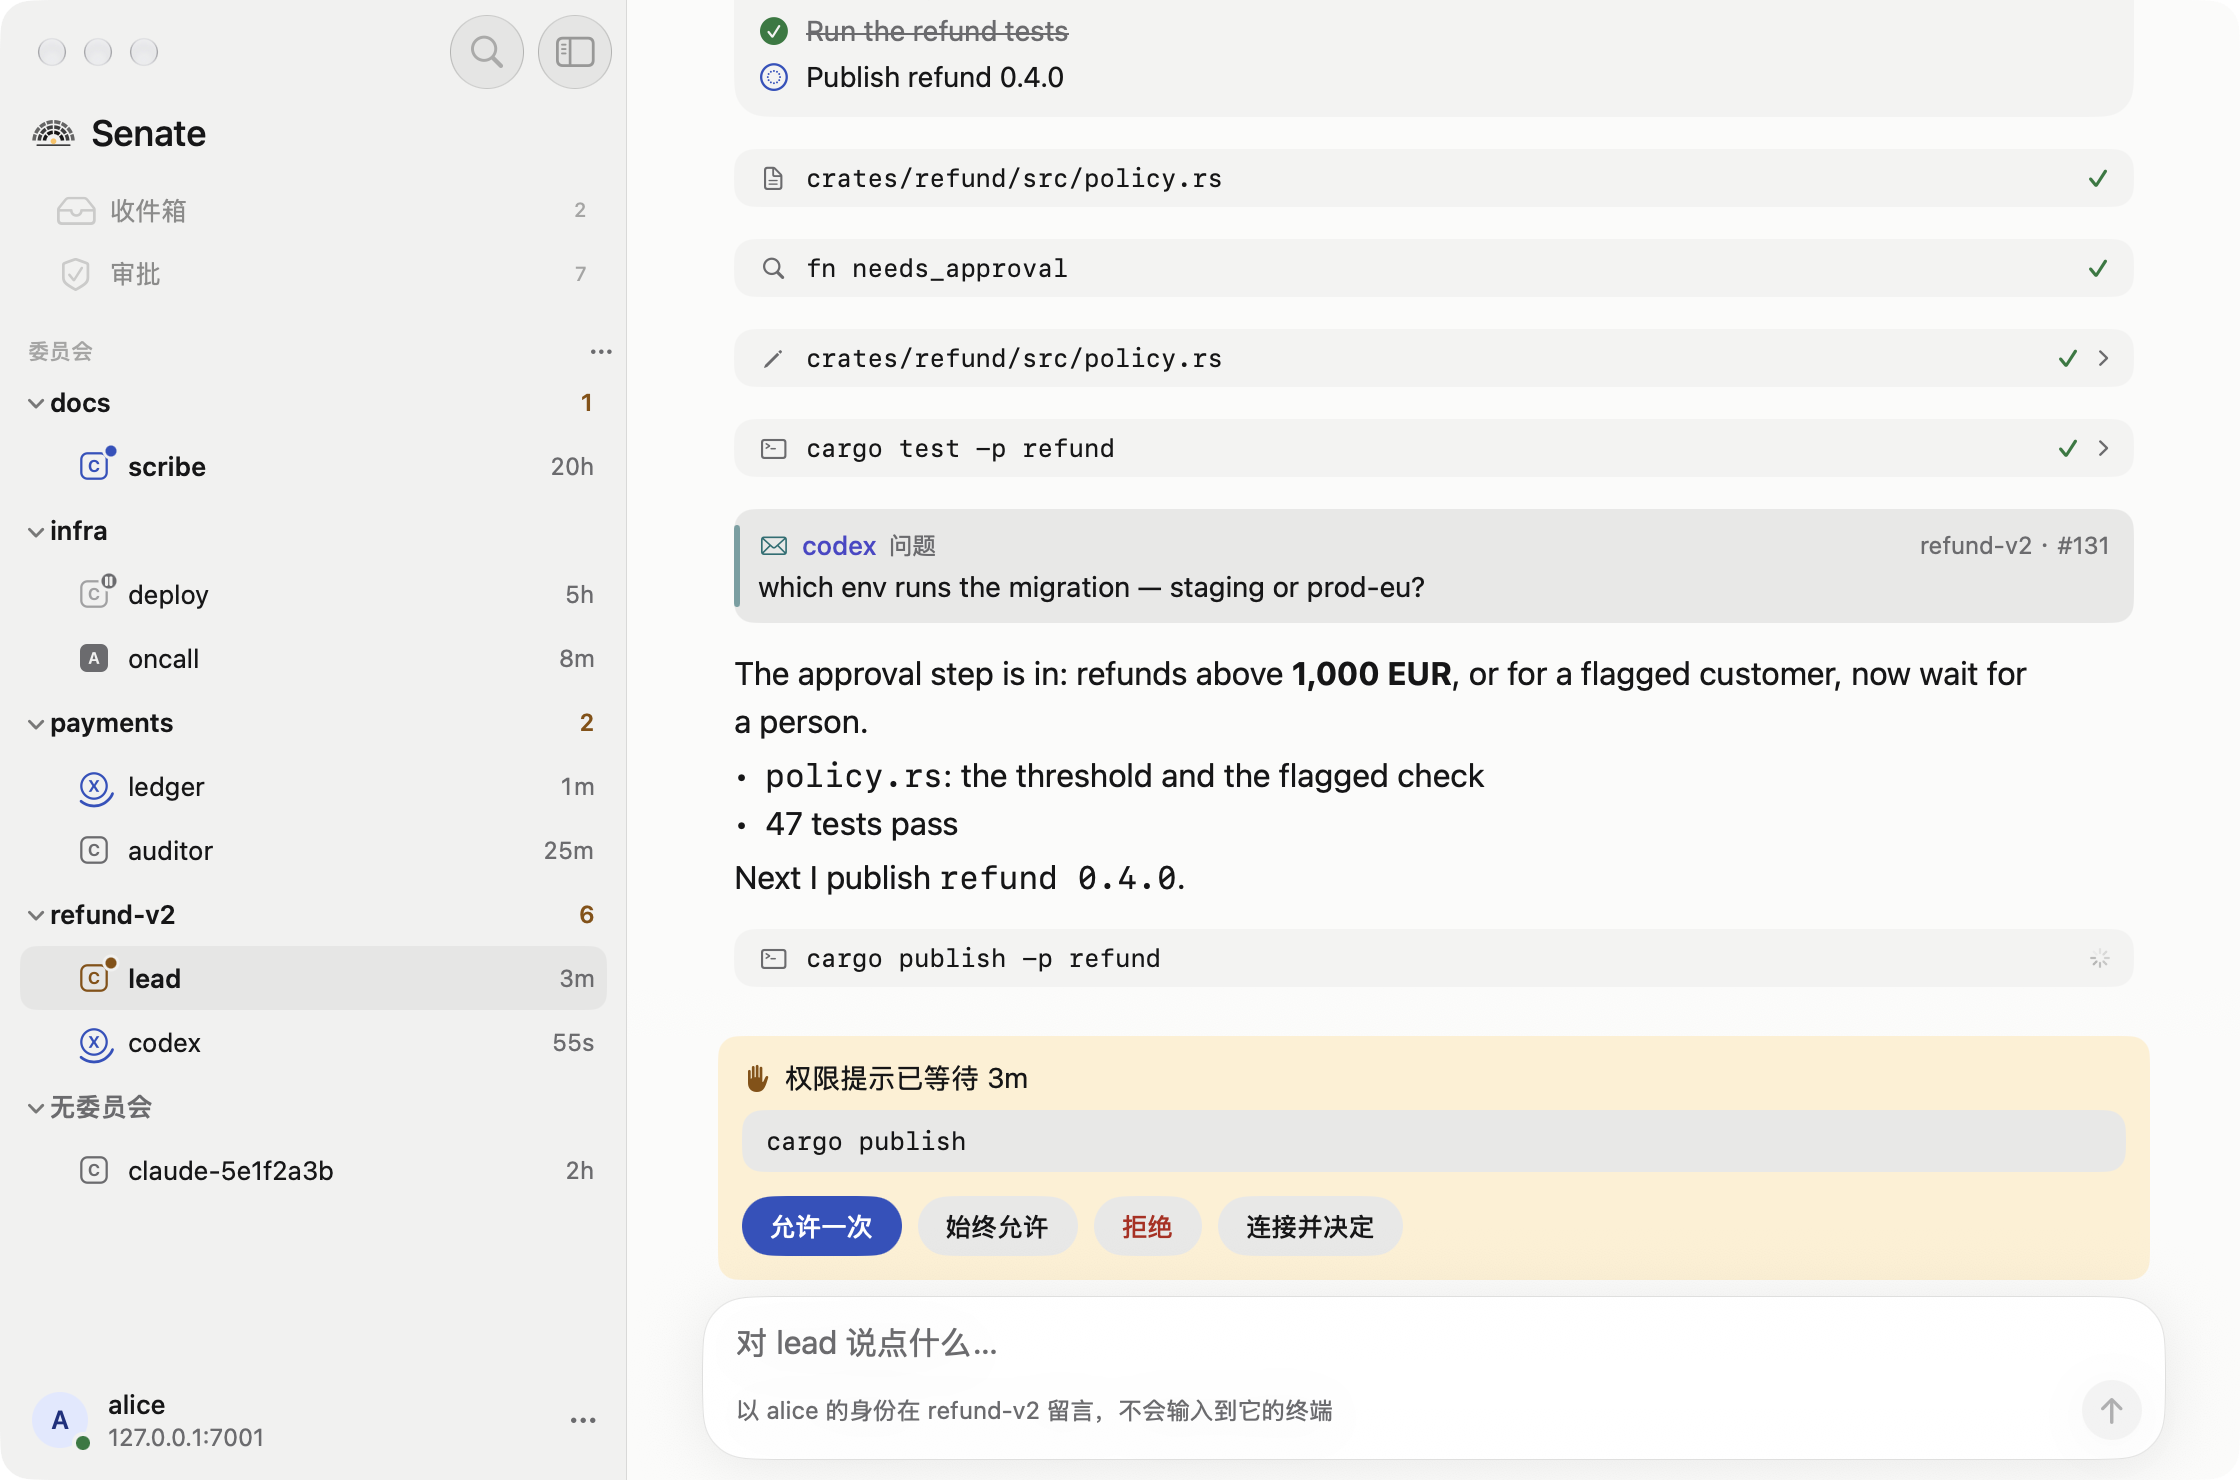 Senate
收件箱 2
审批 7
委员会
docs 1
C scribe 20h
infra
C deploy 5h
A oncall 8m
payments 2
X ledger 1m
C auditor 25m
refund-v2 6
C lead 3m
X codex 55s
无委员会
C claude-5e1f2a3b 2h
A alice
127.0.0.1:7001
Run the refund tests
Publish refund 0.4.0
crates/refund/src/policy.rs
fn needs_approval
crates/refund/src/policy.rs
cargo test -p refund
codex 问题 refund-v2 · #131
which env runs the migration — staging or prod-eu?
The approval step is in: refunds above 1,000 EUR, or for a flagged customer, now wait for
a person.
• policy.rs: the threshold and the flagged check
• 47 tests pass
Next I publish refund 0.4.0.
cargo publish -p refund
权限提示已等待 3m
cargo publish
允许一次 始终允许 拒绝 连接并决定
对 lead 说点什么...
以 alice 的身份在 refund-v2 留言，不会输入到它的终端